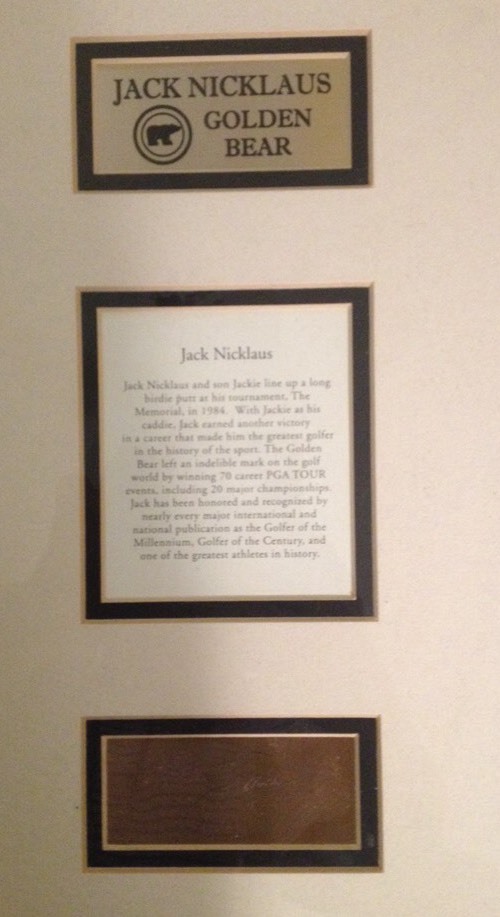 JACK NICKLAUS
GOLDEN
BEAR
Jack Nicklaus
Jack Nicklaus and son Jackie line up a long
birdie putt at his tournament, The
Memorial, in 1984. With Jackie as his
caddie, Jack earned another victory
in a career that made him the greatest golfer
in the history of the sport. The Golden
Bear left an indelible mark on the golf
world by winning 70 career PGA TOUR
events, including 20 major championships.
Jack has been honored and recognized by
nearly every major international and
national publication as the Golfer of the
Millennium, Golfer of the Century, and
one of the greatest athletes in history.